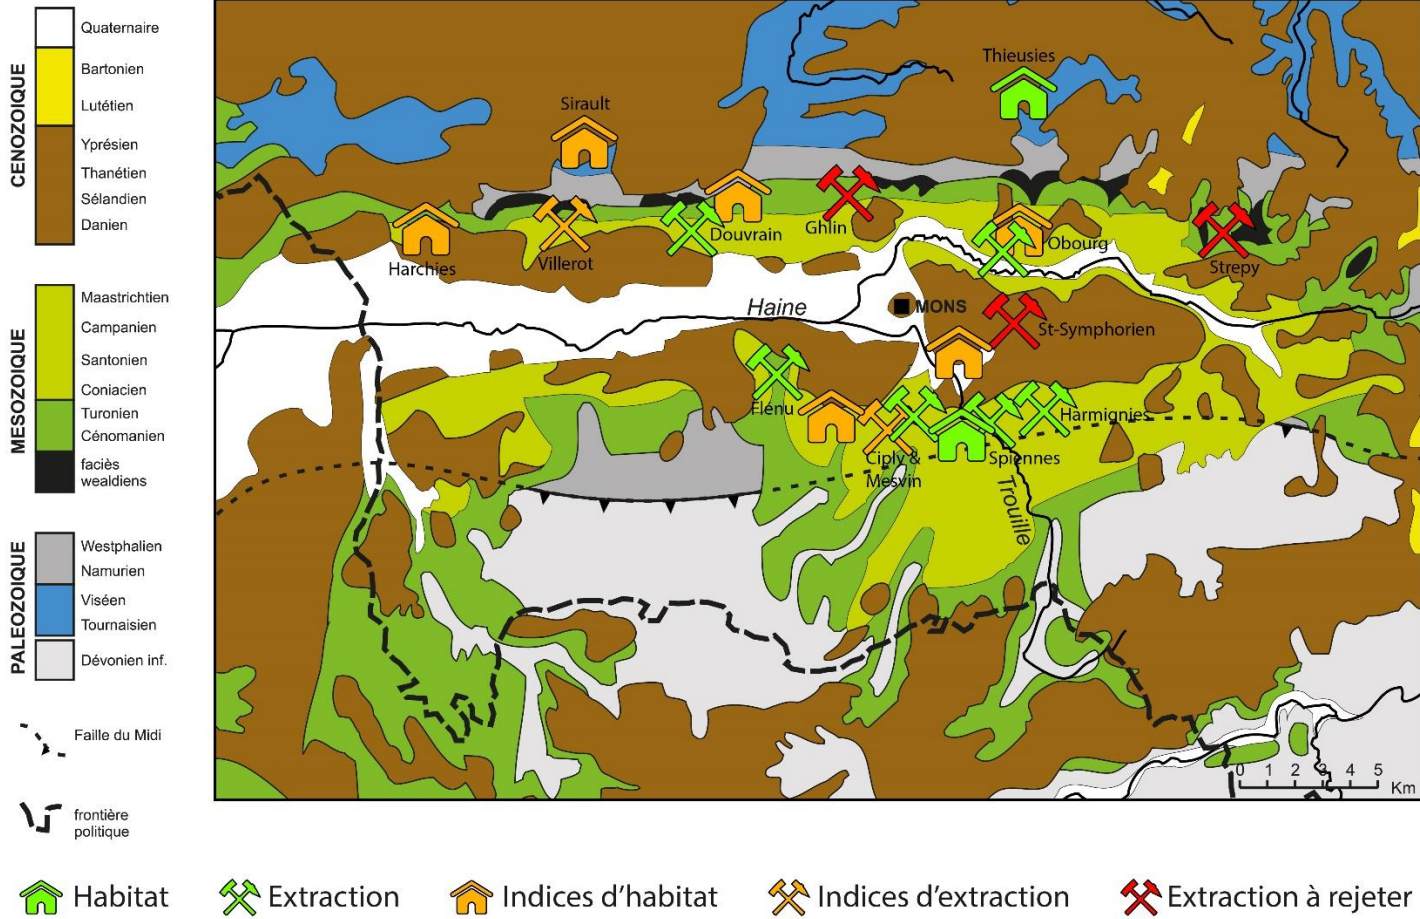 CENOZOIQUE
Quaternaire
Bartonien
Lutétien
Yprésien
Thanétien
Sélandien
Danien
MESOZOIQUE
Maastrichtien
Campanien
Santonien
Coniacien
Turonien
Cénomanien
faciès
wealdiens
PALEOZOIQUE
Westphalien
Namurien
Viséen
Tournaisien
Dévonien inf.
Faille du Midi
frontière
politique
Thieusies
Sirault
Harchies
Villerot
Douvrain
Ghlin
Obourg
Strepy
Haine
MONS
St-Symphorien
Flénu
Harmignies
Ciply &
Mesvin
Spiennes
Trouille
0 1 2 3 4 5
Km
Habitat
Extraction
Indices d'habitat
Indices d'extraction
Extraction à rejeter